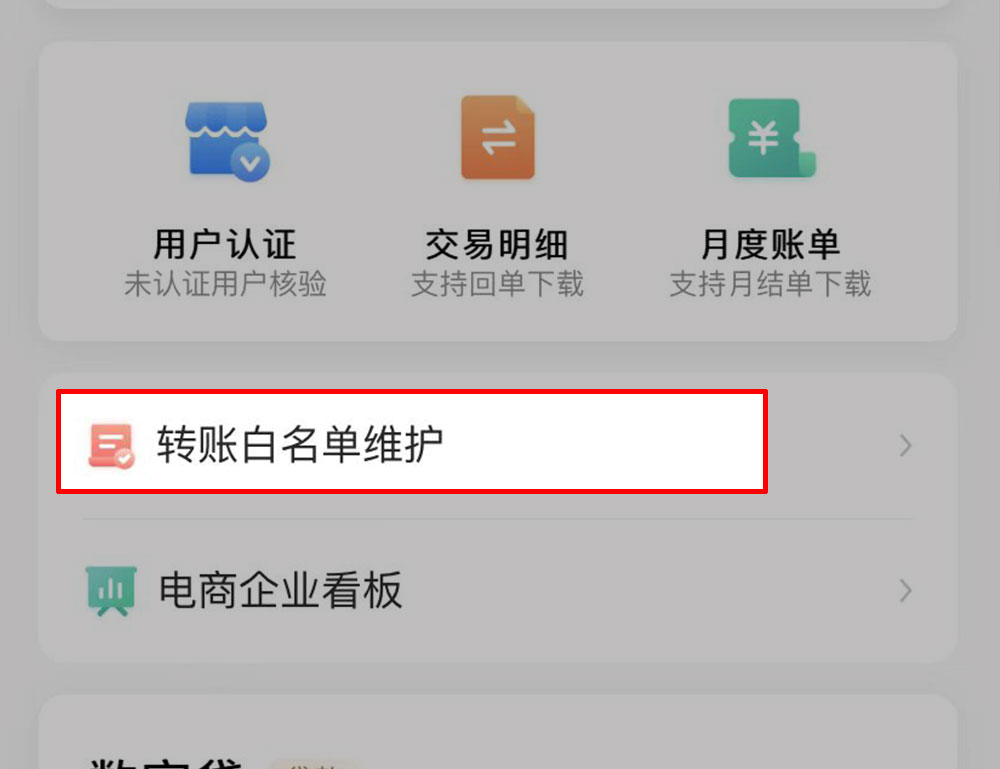 用户认证 交易明细 月度账单
未认证用户核验 支持回单下载 支持月结单下载
转账白名单维护
电商企业看板